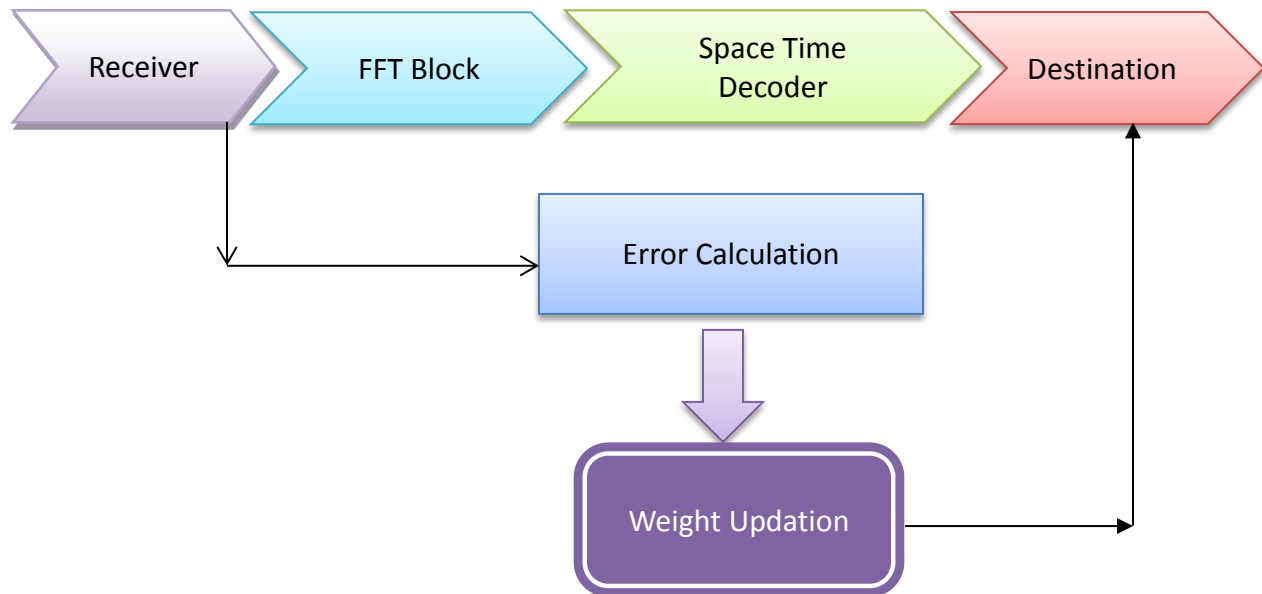 Receiver
FFT Block
Space Time
Decoder
Destination
Error Calculation
Weight Updation